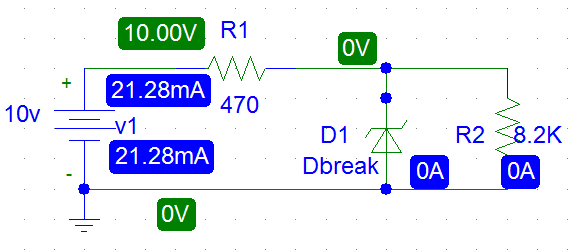 10.00V
R1
0V
+
21.28mA
470
10v
v1
D1
R2
8.2K
21.28mA
Dbreak
0A
0A
-
0V